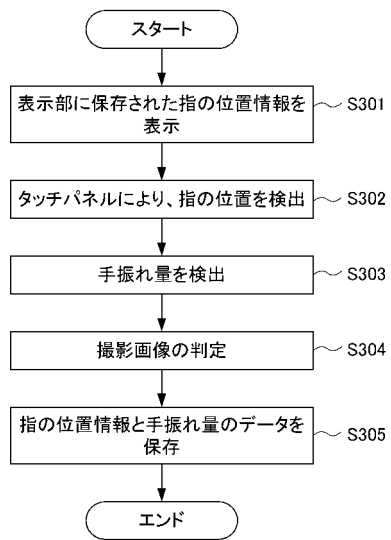 スタート
表示部に保存された指の位置情報を
表示
S301
タッチパネルにより、指の位置を検出
S302
手振れ量を検出
S303
撮影画像の判定
S304
指の位置情報と手振れ量のデータを
保存
S305
エンド